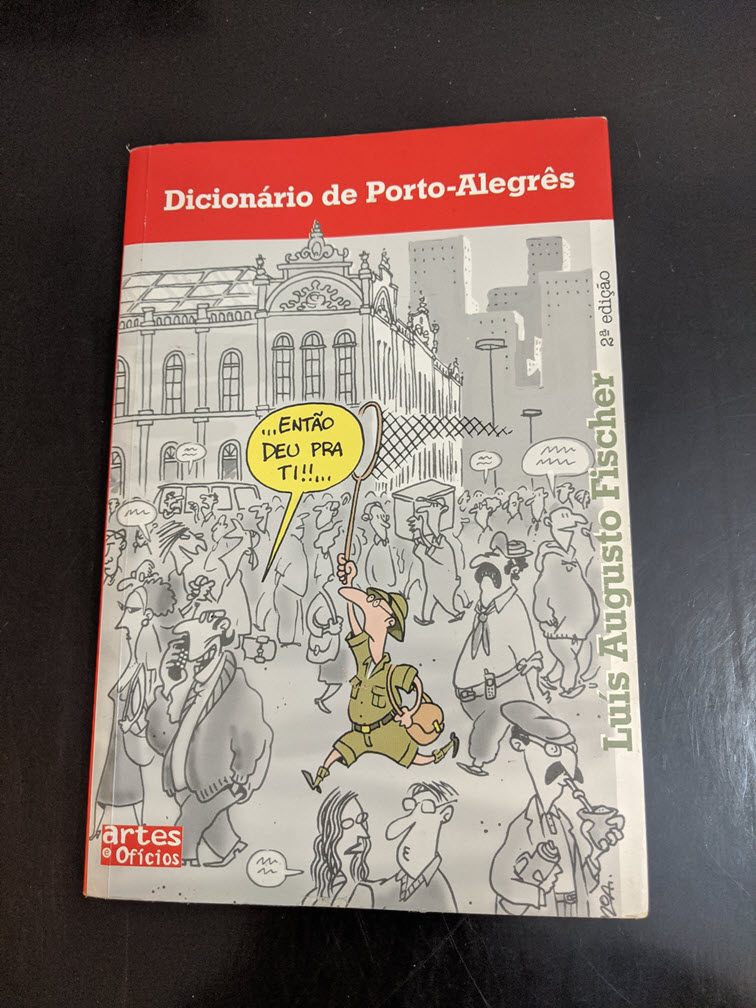 Dicionário de Porto-Alegrês
2ª edição
Luís Augusto Fischer
...ENTÃO
DEU PRA
TI!!...
artes
e Ofícios